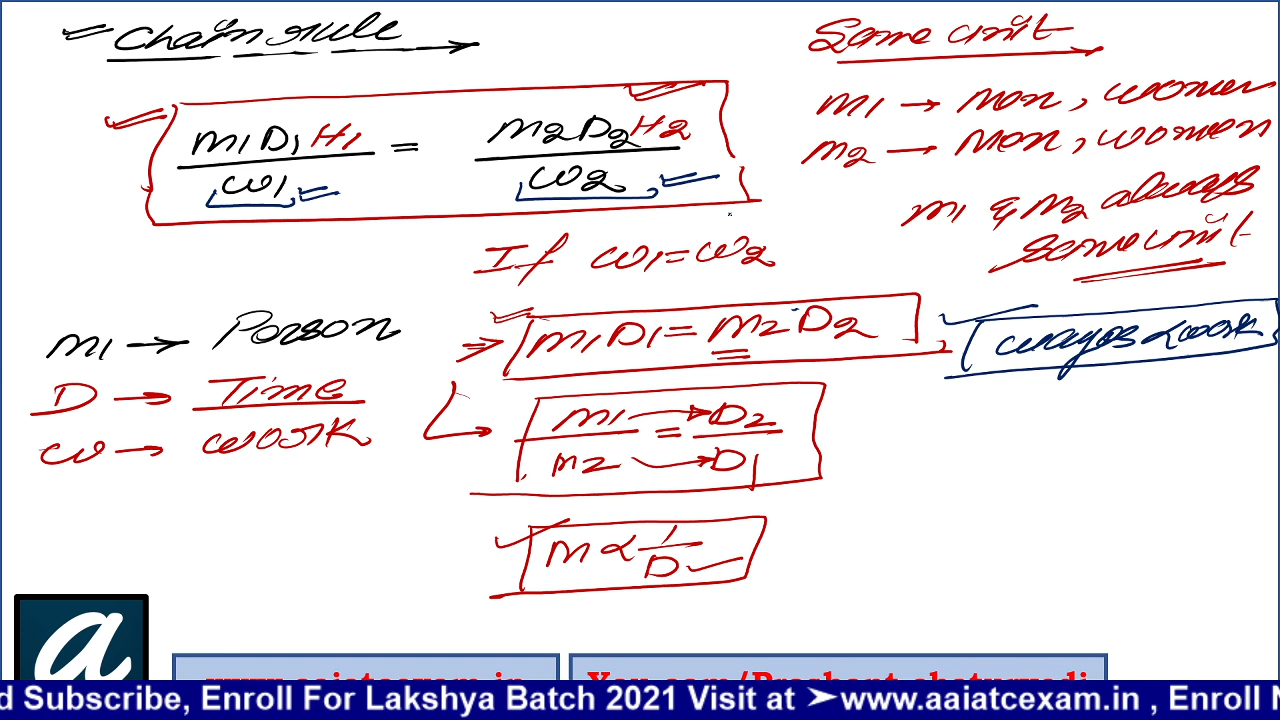 Chain rule
Same unit
M1D1H1 = M2D2H2
W1 W2
M1 → Men, women
M2 → Men, women
M1 & M2 always
Same unit
If W1=W2
M1 → Person
D → Time
W → Work
⇒ M1D1 = M2D2
wages ∝ work
M1 = D2
M2 D1
M ∝ 1/D
a
d Subscribe, Enroll For Lakshya Batch 2021 Visit at ➤www.aaiatcexam.in , Enroll N